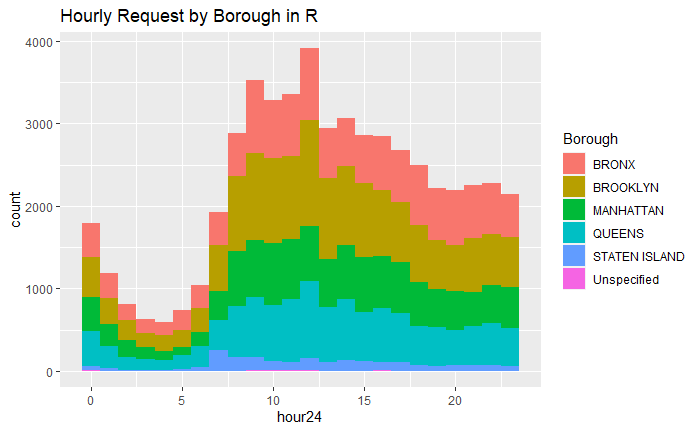 Hourly Request by Borough in R
4000
3000
2000
1000
0
count
0
5
10
15
20
hour24
Borough
BRONX
BROOKLYN
MANHATTAN
QUEENS
STATEN ISLAND
Unspecified